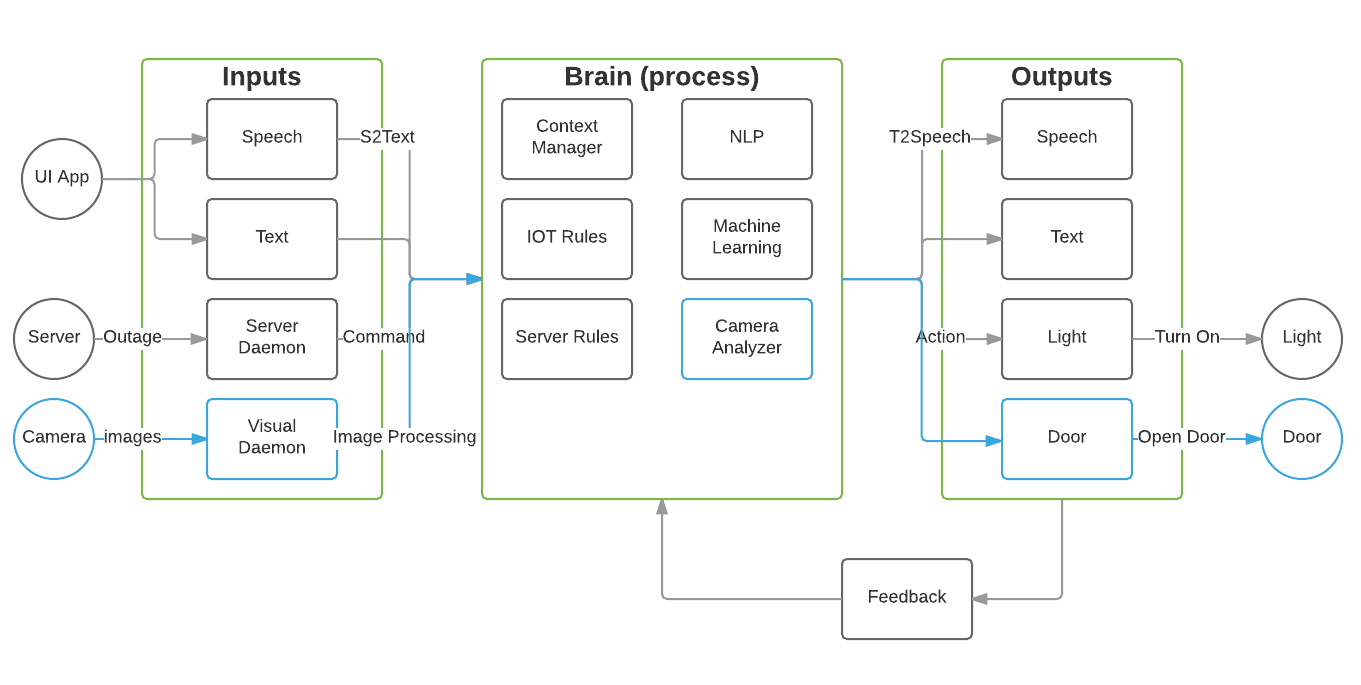 Inputs
Brain (process)
Outputs
UI App
Speech
S2Text
Context
Manager
NLP
T2Speech
Speech
Text
IOT Rules
Machine
Learning
Text
Server
Outage
Server
Daemon
Command
Server Rules
Camera
Analyzer
Action
Light
Turn On
Light
Camera
images
Visual
Daemon
Image Processing
Door
Open Door
Door
Feedback